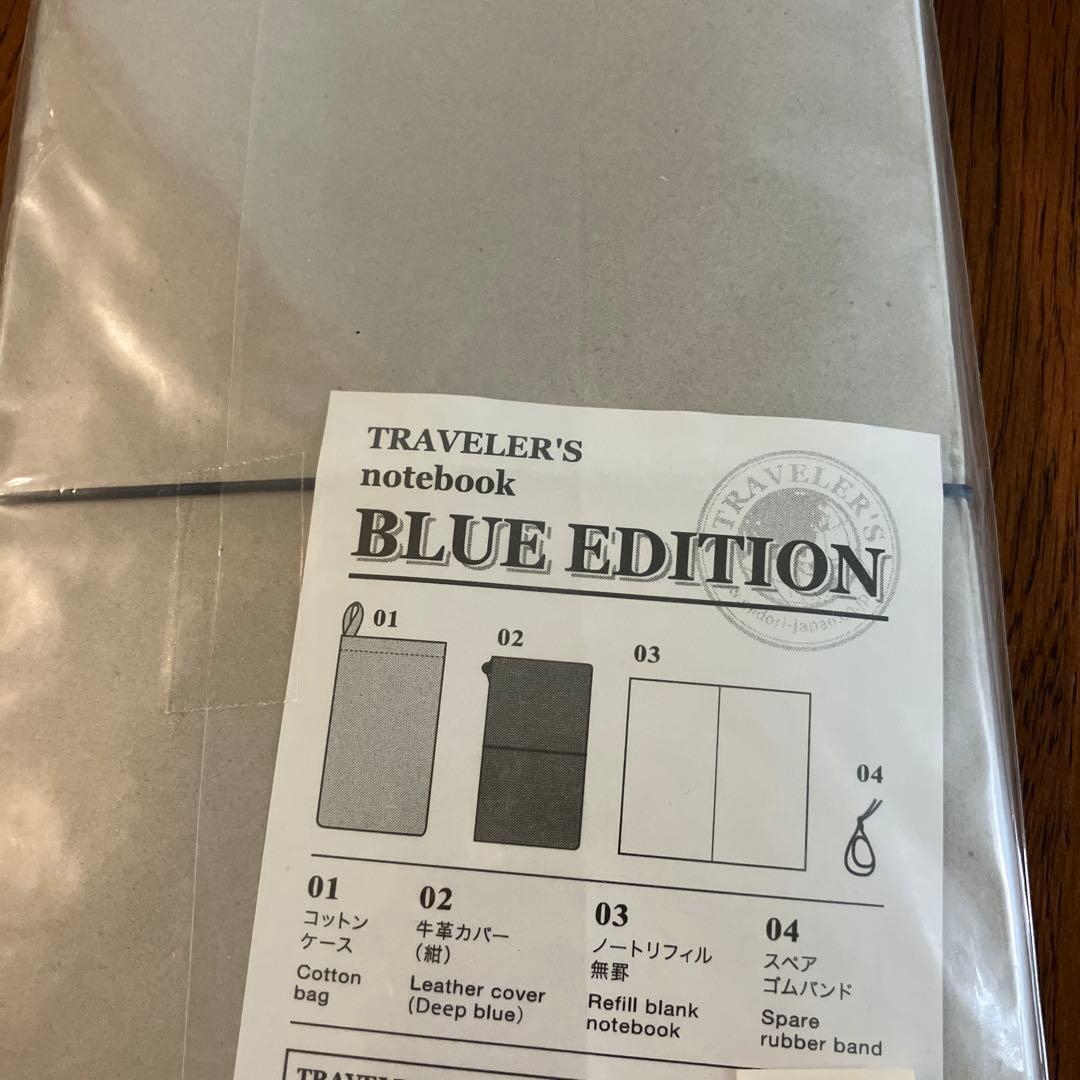 TRAVELER'S
notebook
BLUE EDITION
TRAVELER'S
01
02
03
04
01
コットン
ケース
Cotton
bag
02
牛革カバー
（紺）
Leather cover
(Deep blue)
03
ノートリフィル
無罫
Refill blank
notebook
04
スペア
ゴムバンド
Spare
rubber band